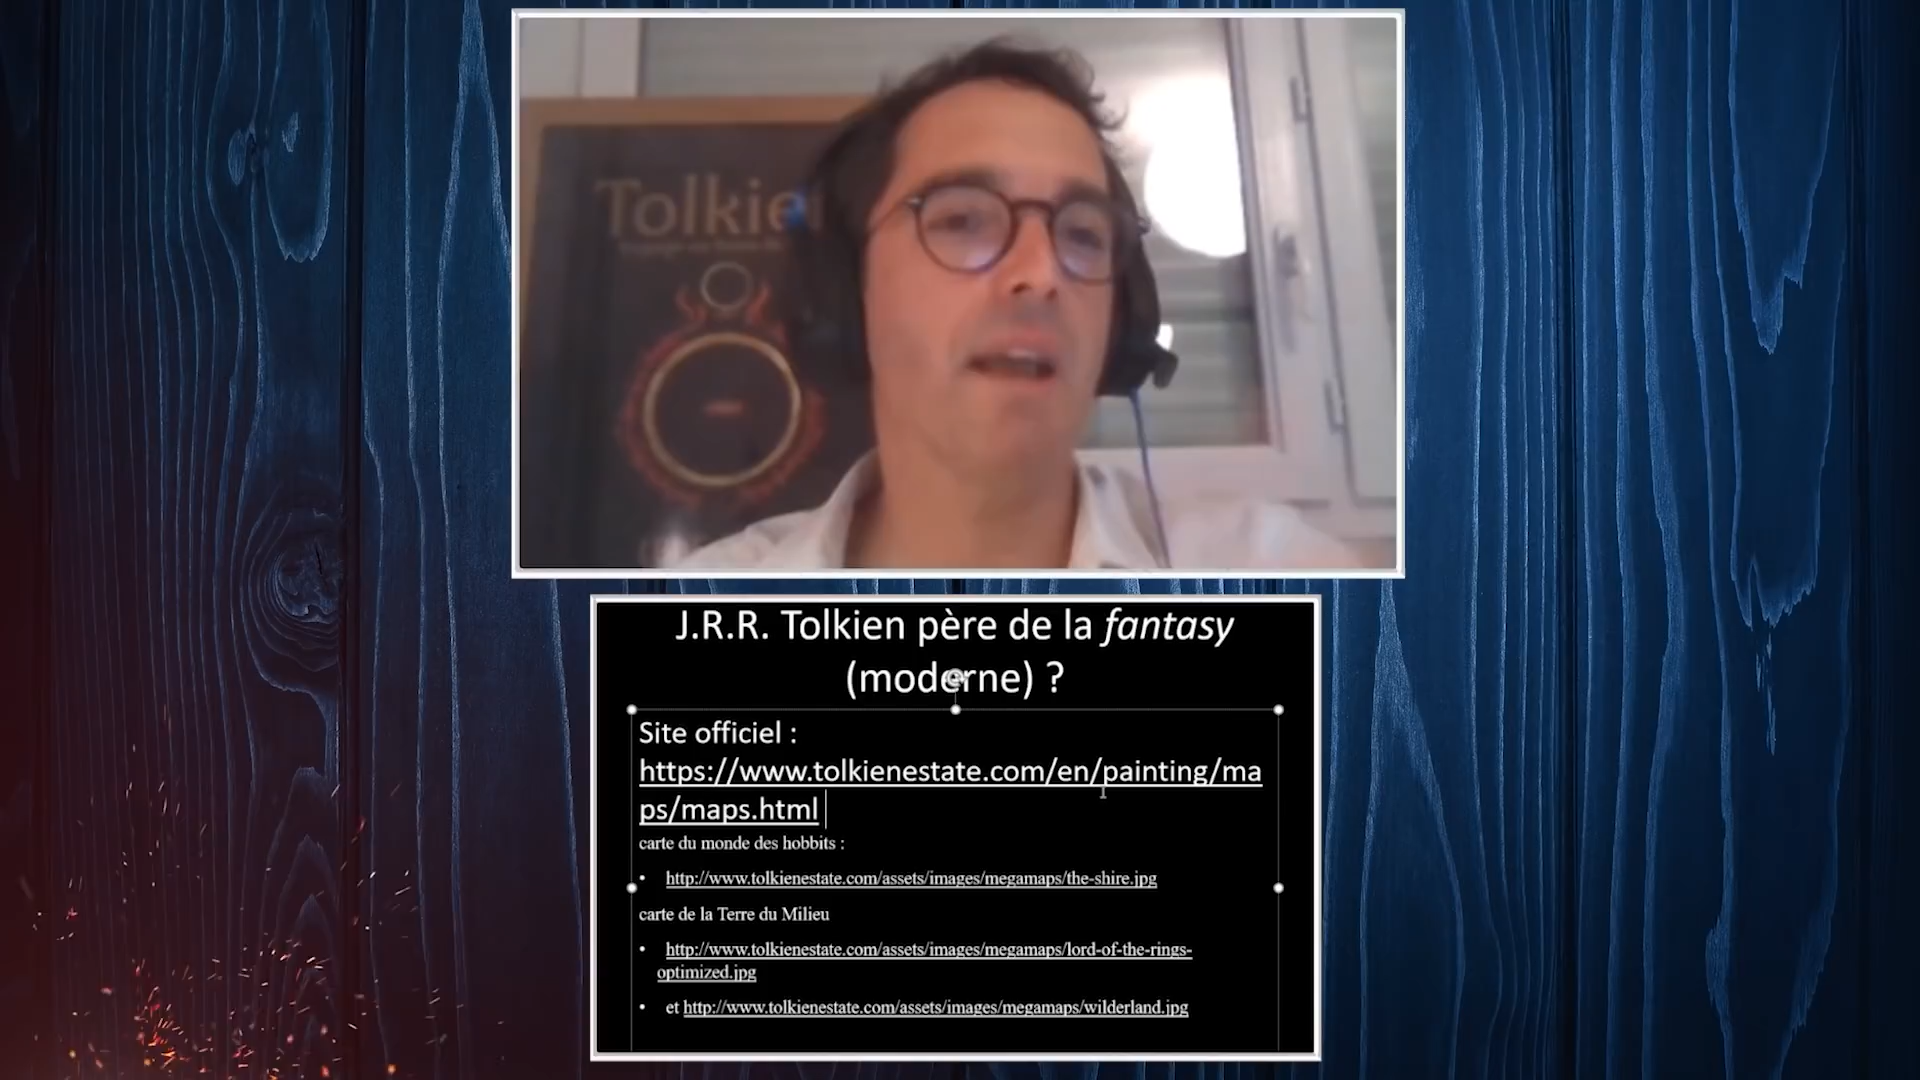 Tolkien
J.R.R. Tolkien père de la fantasy
(moderne) ?
Site officiel :
https://www.tolkienestate.com/en/painting/ma
ps/maps.html
carte du monde des hobbits :
• http://www.tolkienestate.com/assets/images/megamaps/the-shire.jpg
carte de la Terre du Milieu
• http://www.tolkienestate.com/assets/images/megamaps/lord-of-the-rings-
optimized.jpg
• et http://www.tolkienestate.com/assets/images/megamaps/wilderland.jpg